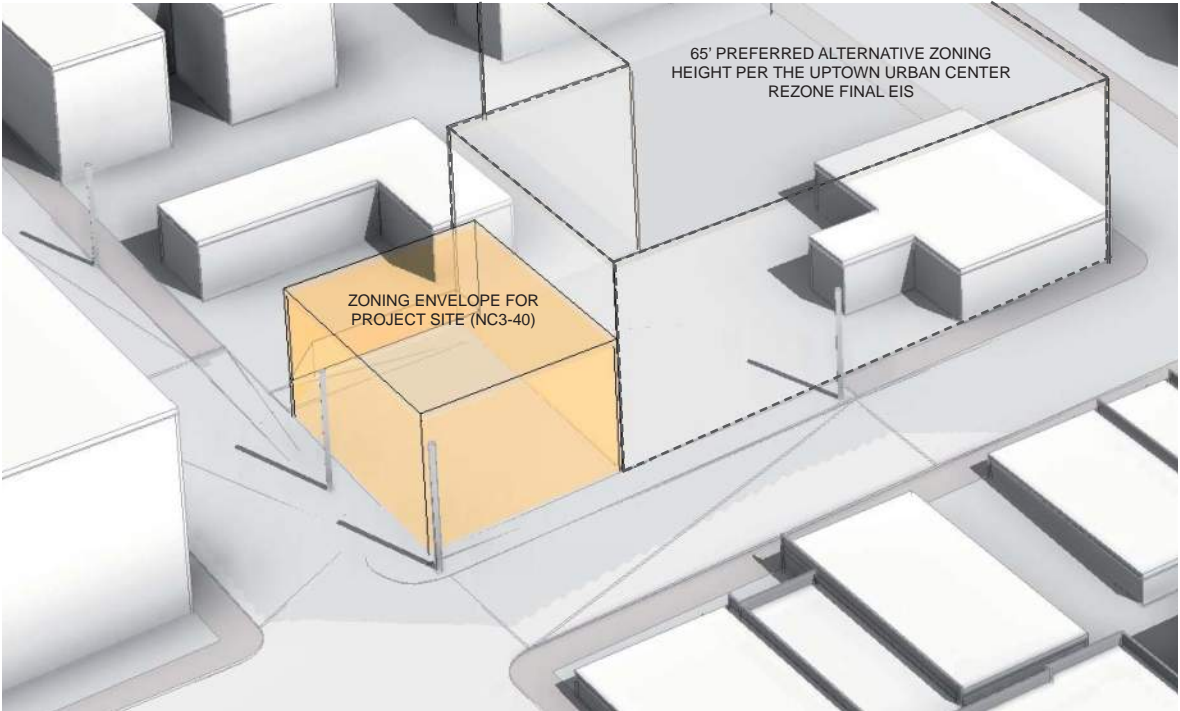 65' PREFERRED ALTERNATIVE ZONING
HEIGHT PER THE UPTOWN URBAN CENTER
REZONE FINAL EIS
ZONING ENVELOPE FOR
PROJECT SITE (NC3-40)